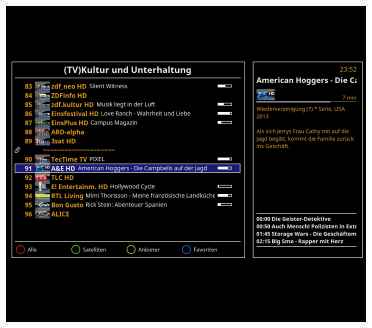 (TV)Kultur und Unterhaltung
83 zdf_neo HD Silent Witness
84 ZDFinfo HD
85 zdf.kultur HD Musik liegt in der Luft
86 Einsfestival HD Love Ranch - Wahrheit und Liebe
87 EinsPlus HD Campus Magazin
88 ARD-alpha
89 3sat HD
90 TecTime TV PIXEL
91 A&E HD American Hoggers - Die Campbells auf der Jagd
92 TLC HD
93 E! Entertainm. HD Hollywood Cycle
94 RTL Living Mimi Thorisson - Meine französische Landküche
95 Bon Gusto Rick Stein: Abenteuer Spanien
96 ALICE
Alle
Satelliten
Anbieter
Favoriten
23:52
American Hoggers - Die Ca
7 min
Wiedervereinigung (7) * Serie, USA
2013
Als sich Jerrys Frau Cathy mit auf die
Jagd begibt, kommt die Familie zurück
ins Geschäft.
00:00 Die Geister-Detektive
00:50 Auch Mensch! Polizisten in Extr
01:45 Storage Wars - Die Geschäftem
02:15 Big Smo - Rapper mit Herz